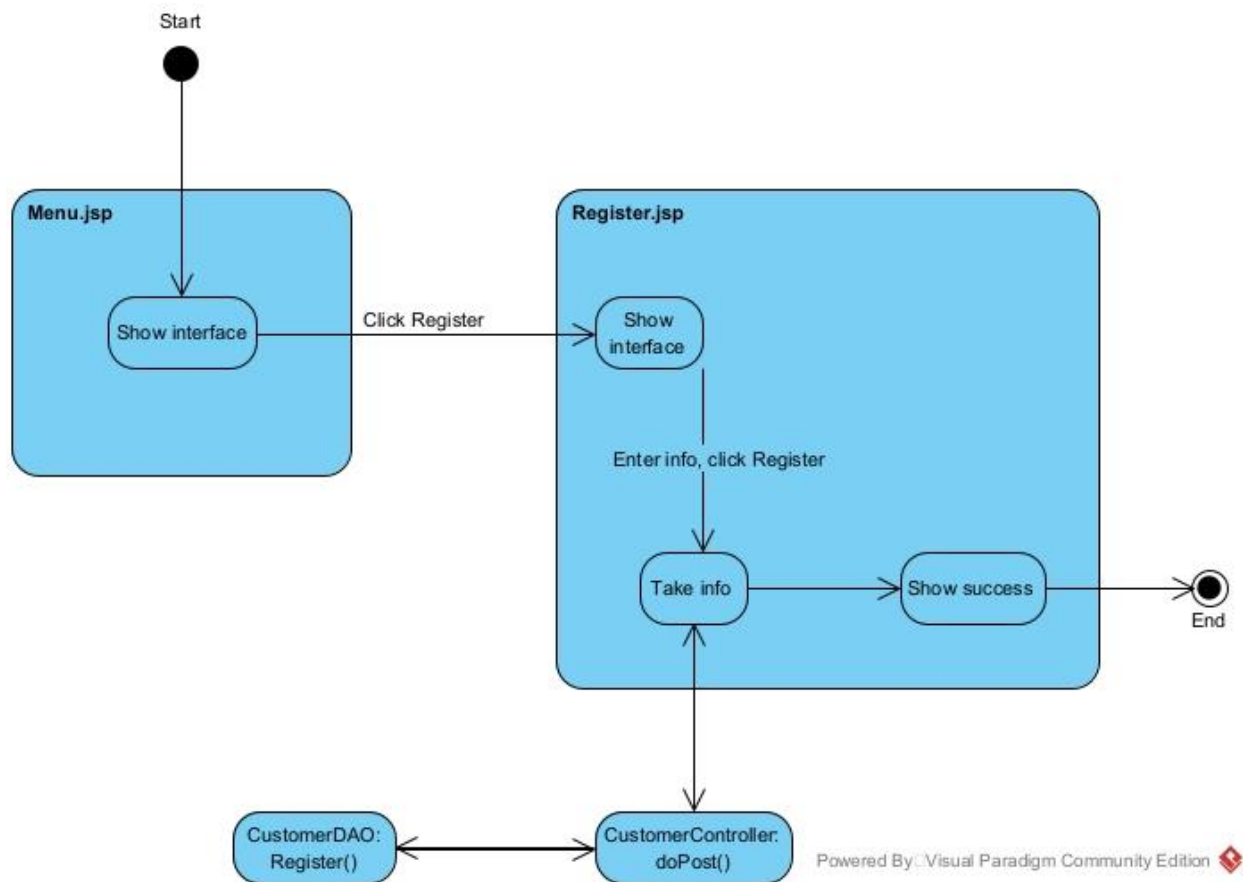 Start
Menu.jsp
Register.jsp
Show interface
Click Register
Show
interface
Enter info, click Register
Take info
Show success
End
CustomerDAO:
Register()
CustomerController:
doPost()
Powered By Visual Paradigm Community Edition